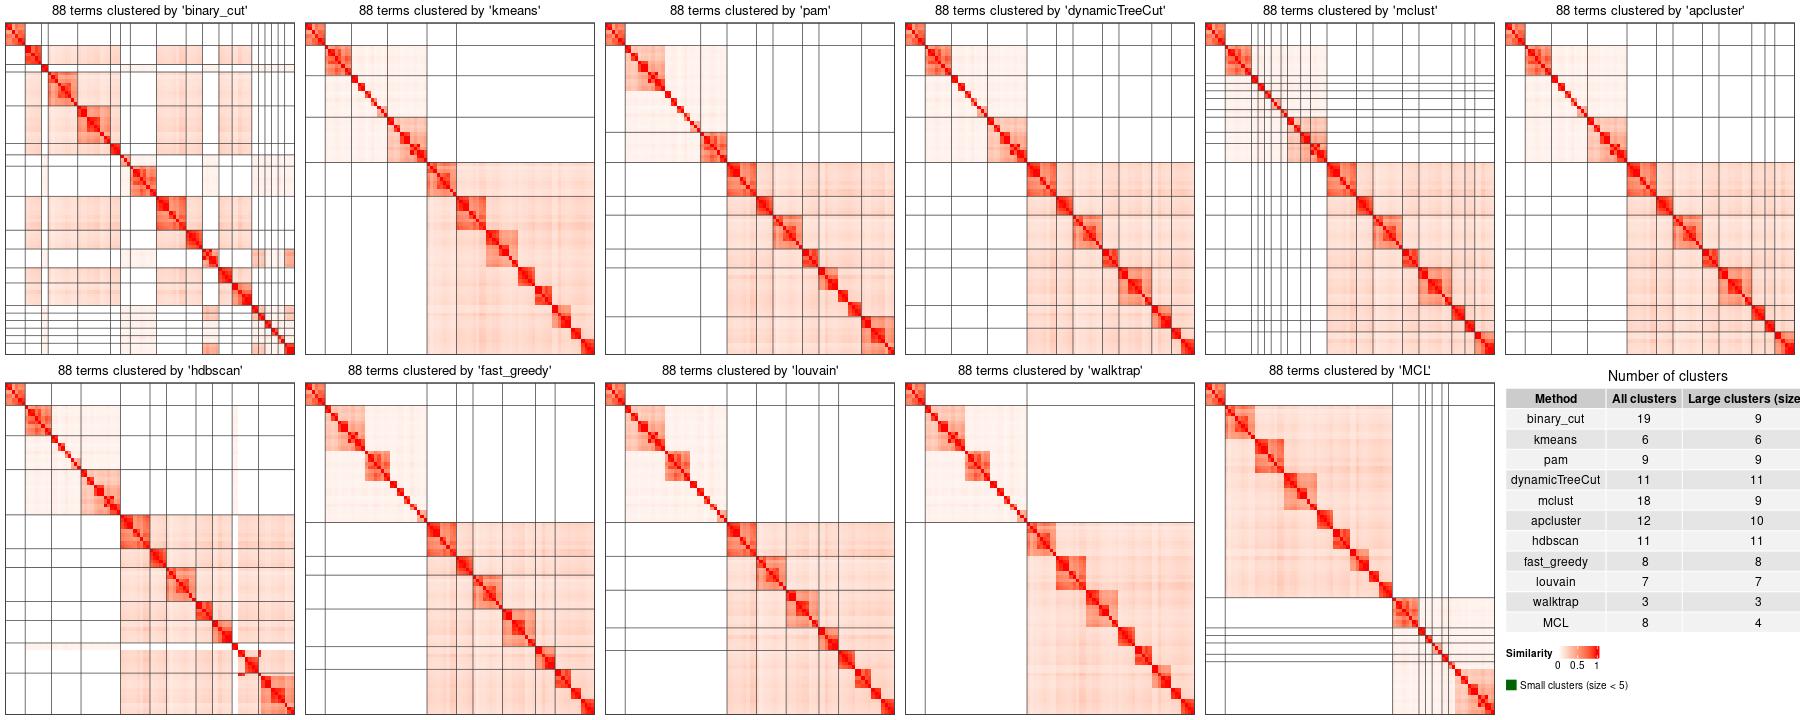 88 terms clustered by 'binary_cut'
88 terms clustered by 'kmeans'
88 terms clustered by 'pam'
88 terms clustered by 'dynamicTreeCut'
88 terms clustered by 'mclust'
88 terms clustered by 'apcluster'
88 terms clustered by 'hdbscan'
88 terms clustered by 'fast_greedy'
88 terms clustered by 'louvain'
88 terms clustered by 'walktrap'
88 terms clustered by 'MCL'
Number of clusters
Method All clusters Large clusters (size
binary_cut 19 9
kmeans 6 6
pam 9 9
dynamicTreeCut 11 11
mclust 18 9
apcluster 12 10
hdbscan 11 11
fast_greedy 8 8
louvain 7 7
walktrap 3 3
MCL 8 4
Similarity
0 0.5 1
Small clusters (size < 5)